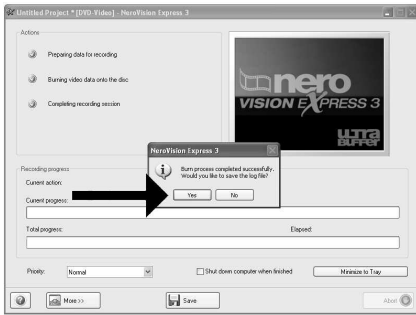 Untitled Project * [DVD-Video] - NeroVision Express 3
Actions
Preparing data for recording
Burning video data onto the disc
Completing recording session
nero
VISION EXPRESS 3
ULTRA
BUFFER
NeroVision Express 3
Burn process completed successfully.
Would you like to save the log file?
Yes No
Recording progress
Current action:
Current progress:
Total progress: Elapsed:
Priority: Normal Shut down computer when finished Minimize to Tray
More >> Save Abort